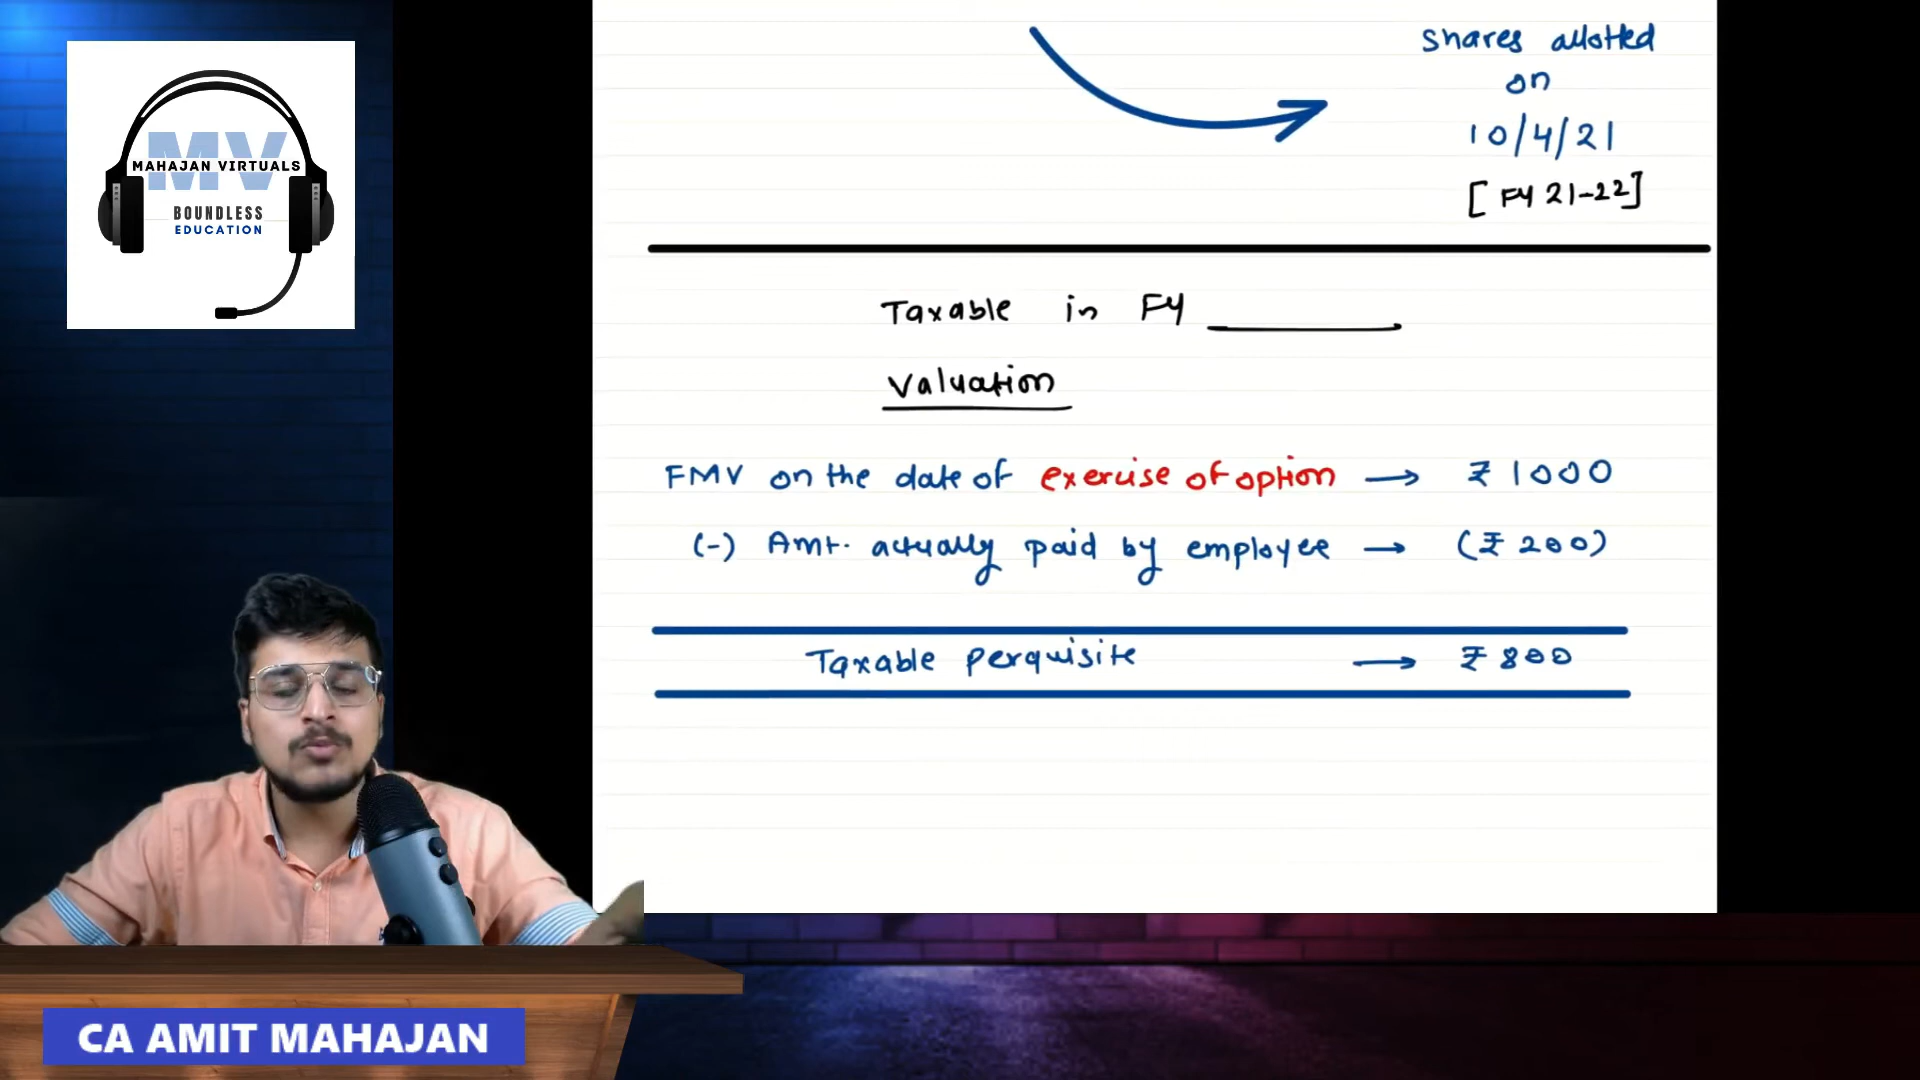 MV
MAHAJAN VIRTUALS
BOUNDLESS
EDUCATION
shares allotted
on
10/4/21
[FY 21-22]
Taxable in FY
Valuation
FMV on the date of exercise of option → ₹ 1000
(-) Amt. actually paid by employee → (₹ 200)
Taxable perquisite → ₹ 800
CA AMIT MAHAJAN